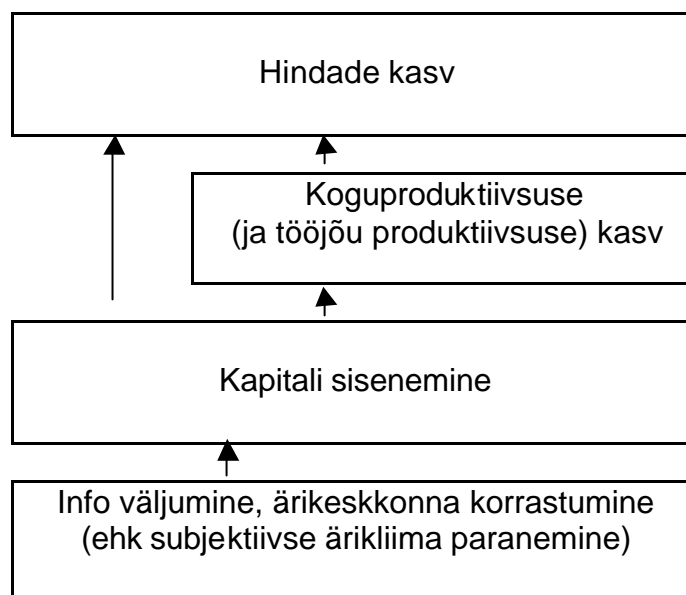 Hindade kasv
Koguproduktiivsuse
(ja tööjõu produktiivsuse) kasv
Kapitali sisenemine
Info väljumine, ärikeskkonna korrastumine
(ehk subjektiivse ärikliima paranemine)